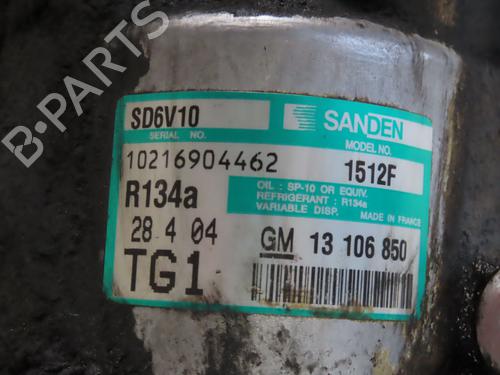 B-PARTS
SD6V10
SANDEN
SERIAL NO.
MODEL NO.
10216904462
1512F
R134a
OIL : SP-10 OR EQUIV.
REFRIGERANT : R134a
VARIABLE DISP. MADE IN FRANCE
28 4 04
GM 13 106 850
TG1